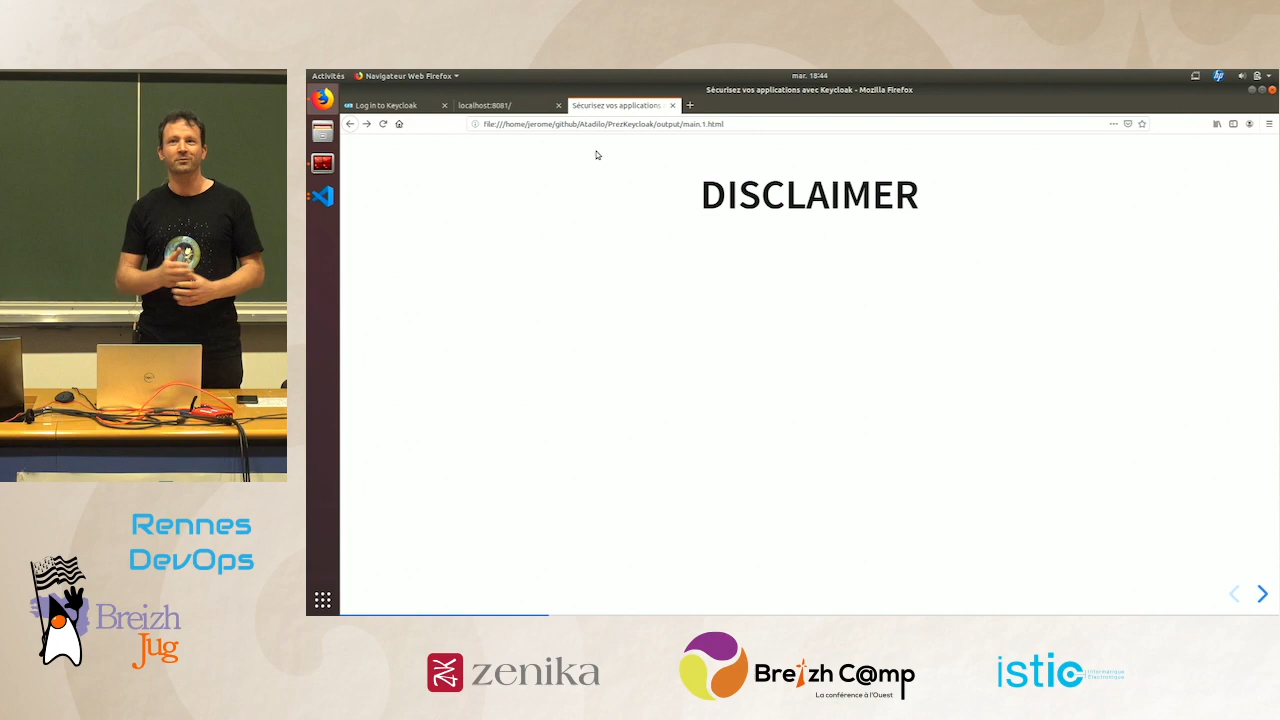 Activités
Navigateur Web Firefox
mar. 18:44
Sécurisez vos applications avec Keycloak - Mozilla Firefox
Log in to Keycloak
localhost:8081/
Sécurisez vos applications
file:///home/jerome/github/Atadilo/PrezKeycloak/output/main.1.html
DISCLAIMER
Rennes
DevOps
Breizh
Jug
zenika
Breizh C@mp
La conférence à l'Ouest
istic
Informatique
Électronique